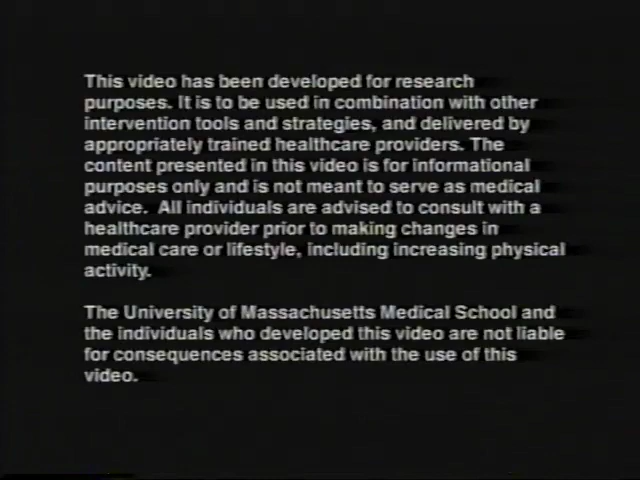 This video has been developed for research
purposes. It is to be used in combination with other
intervention tools and strategies, and delivered by
appropriately trained healthcare providers. The
content presented in this video is for informational
purposes only and is not meant to serve as medical
advice. All individuals are advised to consult with a
healthcare provider prior to making changes in
medical care or lifestyle, including increasing physical
activity.
The University of Massachusetts Medical School and
the individuals who developed this video are not liable
for consequences associated with the use of this
video.